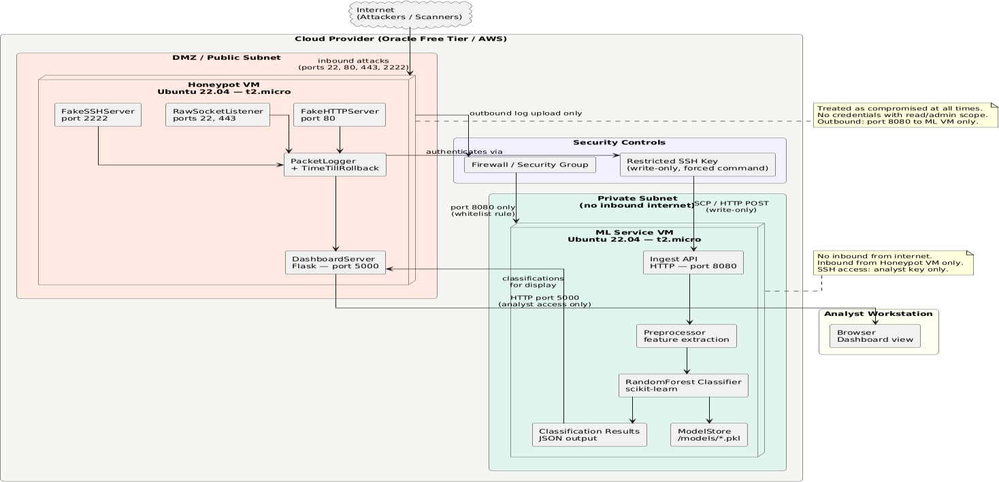 Internet
(Attackers / Scanners)
Cloud Provider (Oracle Free Tier / AWS)
DMZ / Public Subnet
inbound attacks
(ports 22, 80, 443, 2222)
Honeypot VM
Ubuntu 22.04 — t2.micro
FakeSSHServer
port 2222
RawSocketListener
ports 22, 443
FakeHTTPServer
port 80
outbound log upload only
Treated as compromised at all times.
No credentials with read/admin scope.
Outbound: port 8080 to ML VM only.
Security Controls
authenticates via
PacketLogger
+ TimeTillRollback
Firewall / Security Group
Restricted SSH Key
(write-only, forced command)
Private Subnet
(no inbound internet)
SCP / HTTP POST
(write-only)
port 8080 only
(whitelist rule)
ML Service VM
Ubuntu 22.04 — t2.micro
DashboardServer
Flask — port 5000
Ingest API
HTTP — port 8080
No inbound from internet.
Inbound from Honeypot VM only.
SSH access: analyst key only.
classifications
for display
HTTP port 5000
(analyst access only)
Analyst Workstation
Browser
Dashboard view
Preprocessor
feature extraction
RandomForest Classifier
scikit-learn
Classification Results
JSON output
ModelStore
/models/*.pkl